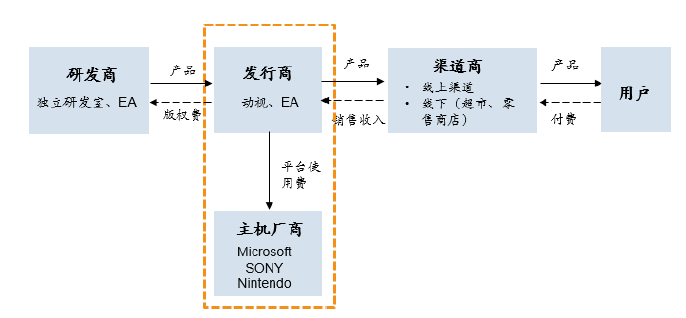 研发商
独立研发室、EA
产品
版权费
发行商
动视、EA
产品
销售收入
渠道商
• 线上渠道
• 线下（超市、零
售商店）
产品
付费
用户
平台使
用费
主机厂商
Microsoft
SONY
Nintendo